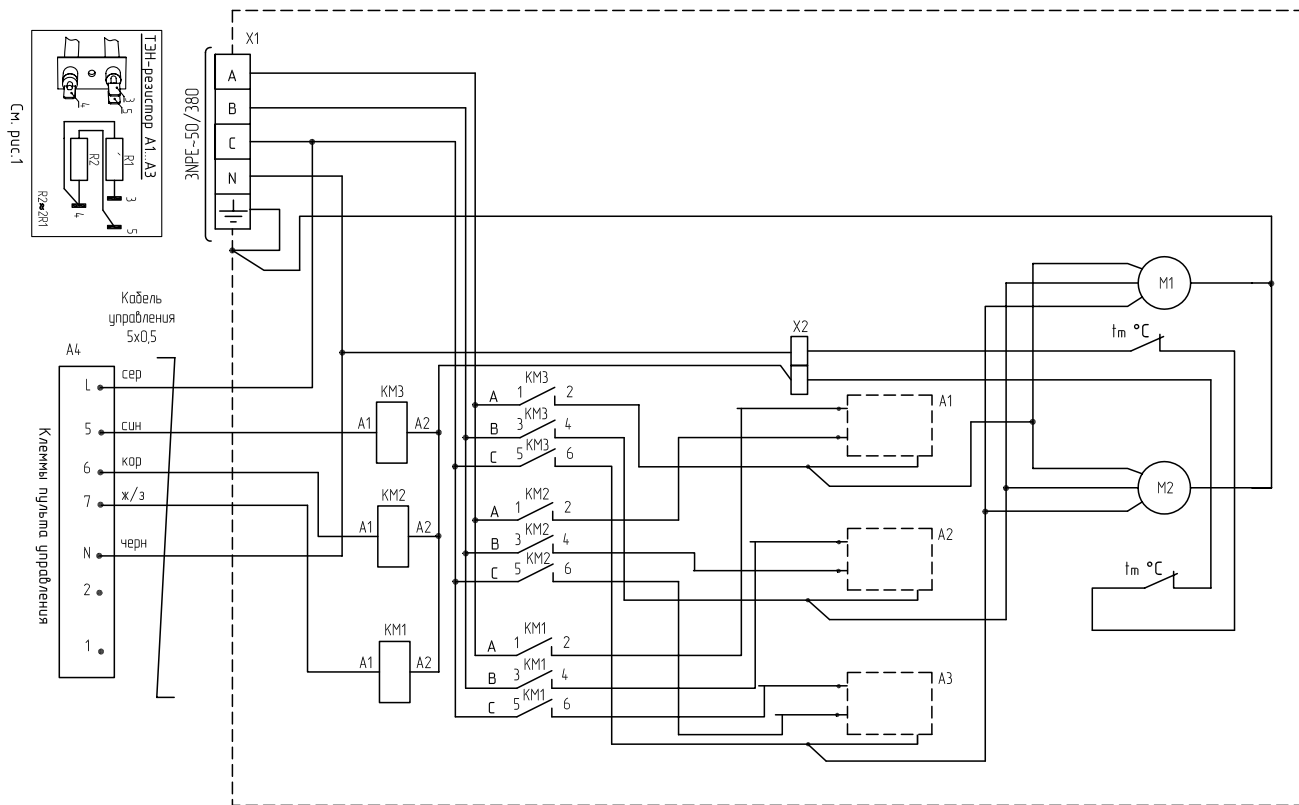 ТЭН-резистор А1...А3
4
3
5
R1
R2
3
4
5
R2≈2R1
См. рис.1
3NPE~50/380
X1
A
B
C
N
Кабель
управления
5х0,5
A4
L
сер
5
син
6
кор
7
ж/з
N
черн
2
1
Клеммы пульта управления
KM3
A1
A2
KM2
A1
A2
KM1
A1
A2
A
1
KM3
2
B
3
KM3
4
C
5
KM3
6
A
1
KM2
2
B
3
KM2
4
C
5
KM2
6
A
1
KM1
2
B
3
KM1
4
C
5
KM1
6
X2
A1
A2
A3
M1
tm °C
M2
tm °C